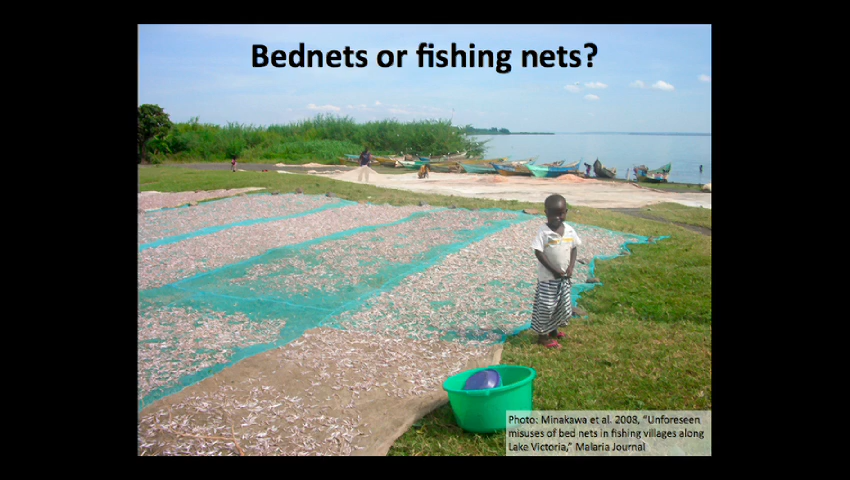 Bednets or fishing nets?
Photo: Minakawa et al. 2008, “Unforeseen
misuses of bed nets in fishing villages along
Lake Victoria,” Malaria Journal